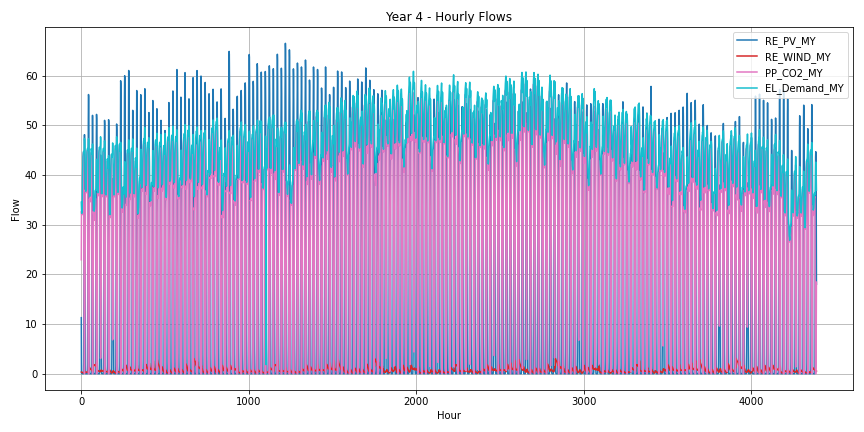 Year 4 - Hourly Flows
RE_PV_MY
RE_WIND_MY
PP_CO2_MY
EL_Demand_MY
Flow
60
50
40
30
20
10
0
0 1000 2000 3000 4000
Hour